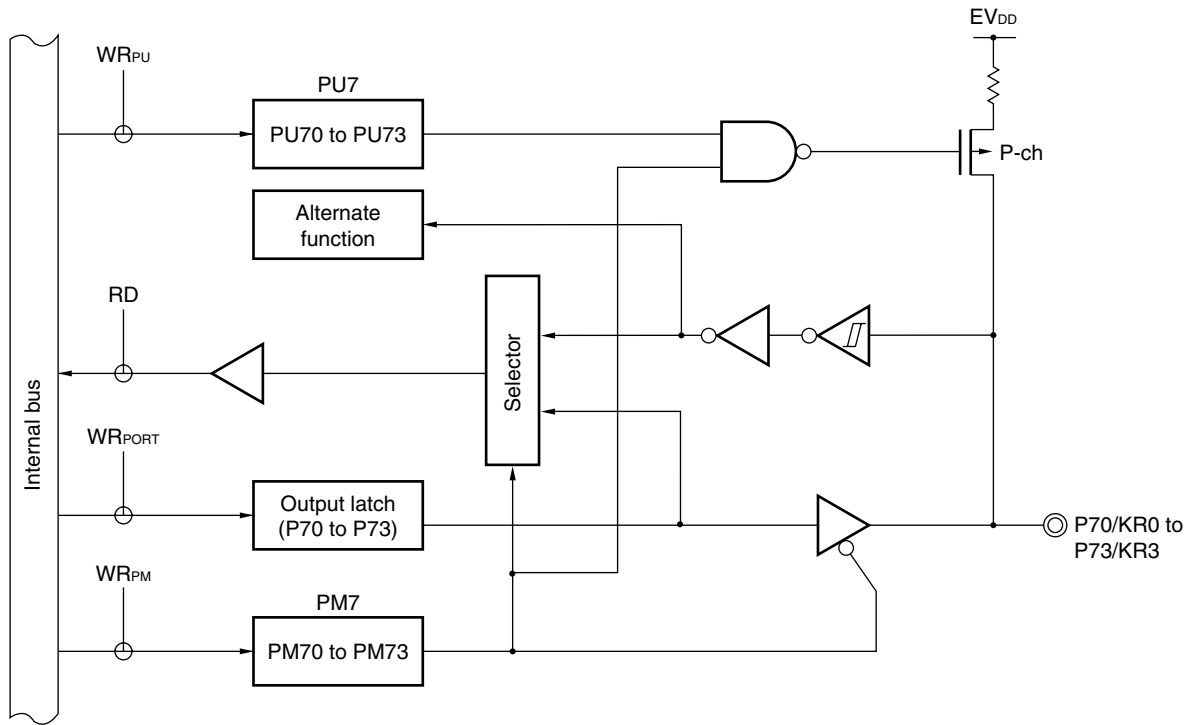 EVDD
WRPU
PU7
PU70 to PU73
P-ch
Alternate
function
RD
Selector
Internal bus
WRPORT
Output latch
(P70 to P73)
P70/KR0 to
P73/KR3
WRPM
PM7
PM70 to PM73